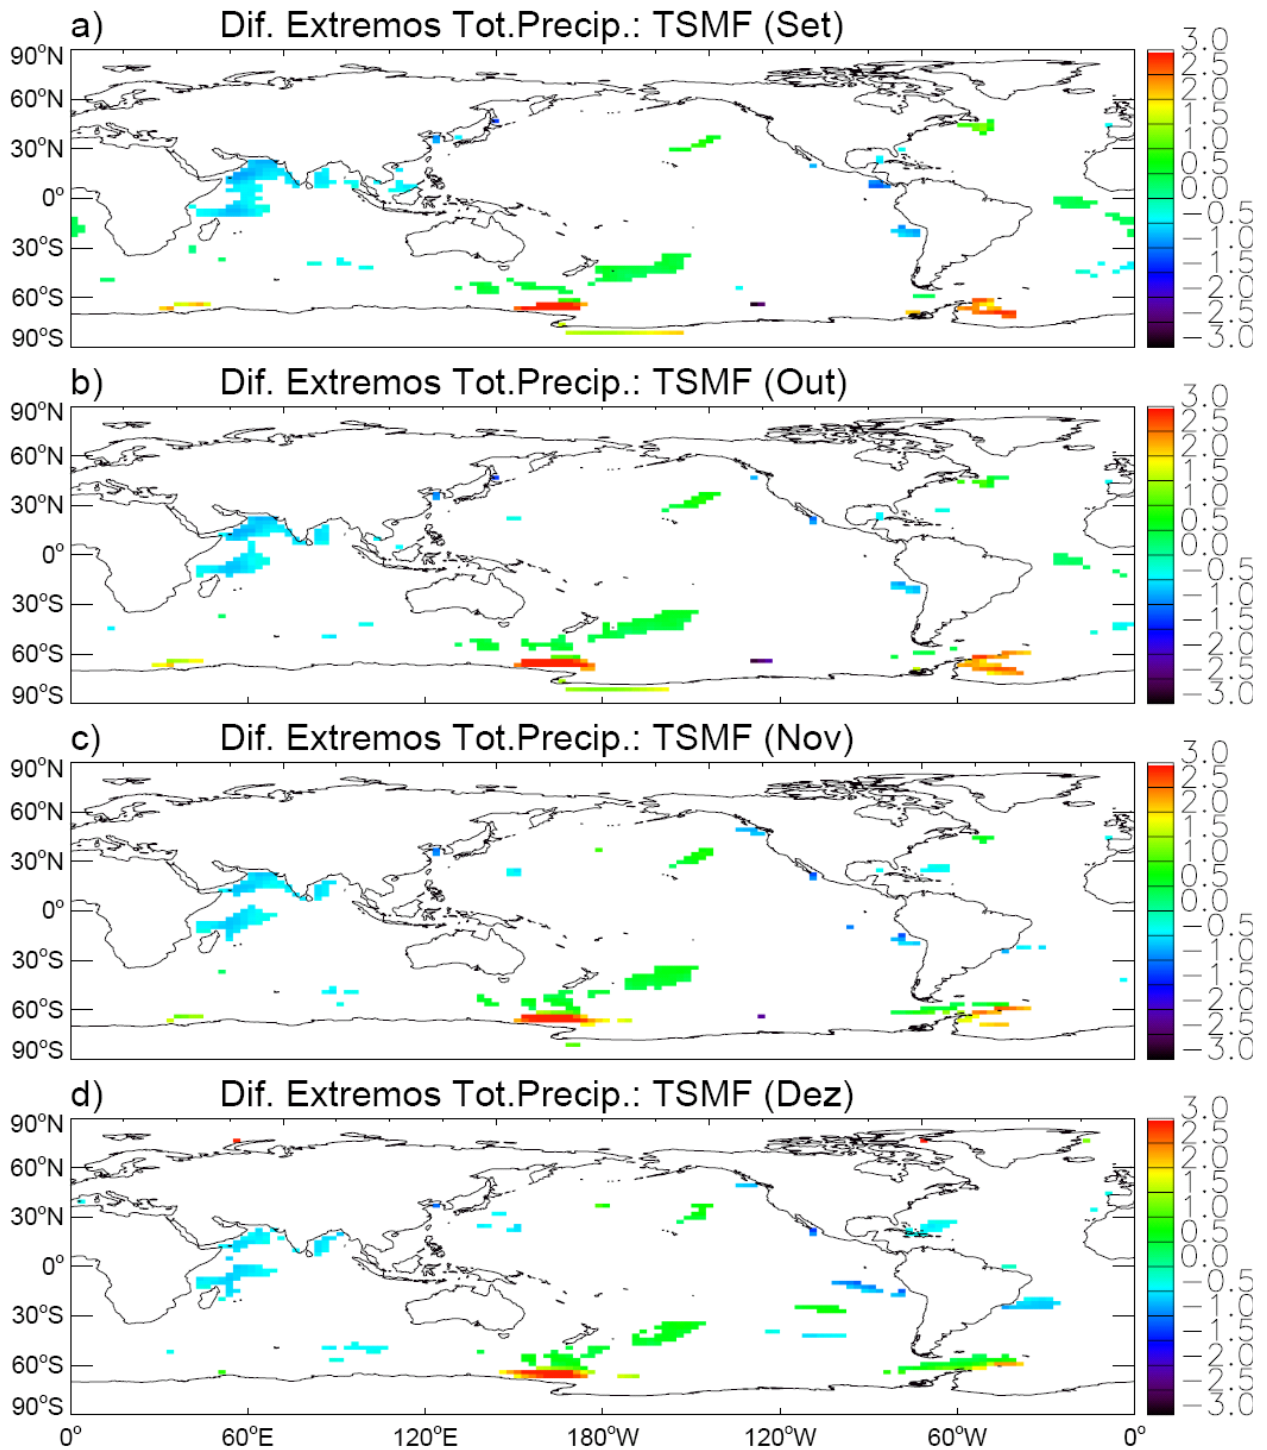 a) Dif. Extremos Tot.Precip.: TSMF (Set)
90°N
60°N
30°N
0°
30°S
60°S
90°S
3.0
2.5
2.0
1.5
1.0
0.5
0.0
−0.5
−1.0
−1.5
−2.0
−2.5
−3.0
b) Dif. Extremos Tot.Precip.: TSMF (Out)
90°N
60°N
30°N
0°
30°S
60°S
90°S
3.0
2.5
2.0
1.5
1.0
0.5
0.0
−0.5
−1.0
−1.5
−2.0
−2.5
−3.0
c) Dif. Extremos Tot.Precip.: TSMF (Nov)
90°N
60°N
30°N
0°
30°S
60°S
90°S
3.0
2.5
2.0
1.5
1.0
0.5
0.0
−0.5
−1.0
−1.5
−2.0
−2.5
−3.0
d) Dif. Extremos Tot.Precip.: TSMF (Dez)
90°N
60°N
30°N
0°
30°S
60°S
90°S
3.0
2.5
2.0
1.5
1.0
0.5
0.0
−0.5
−1.0
−1.5
−2.0
−2.5
−3.0
0° 60°E 120°E 180°W 120°W 60°W 0°